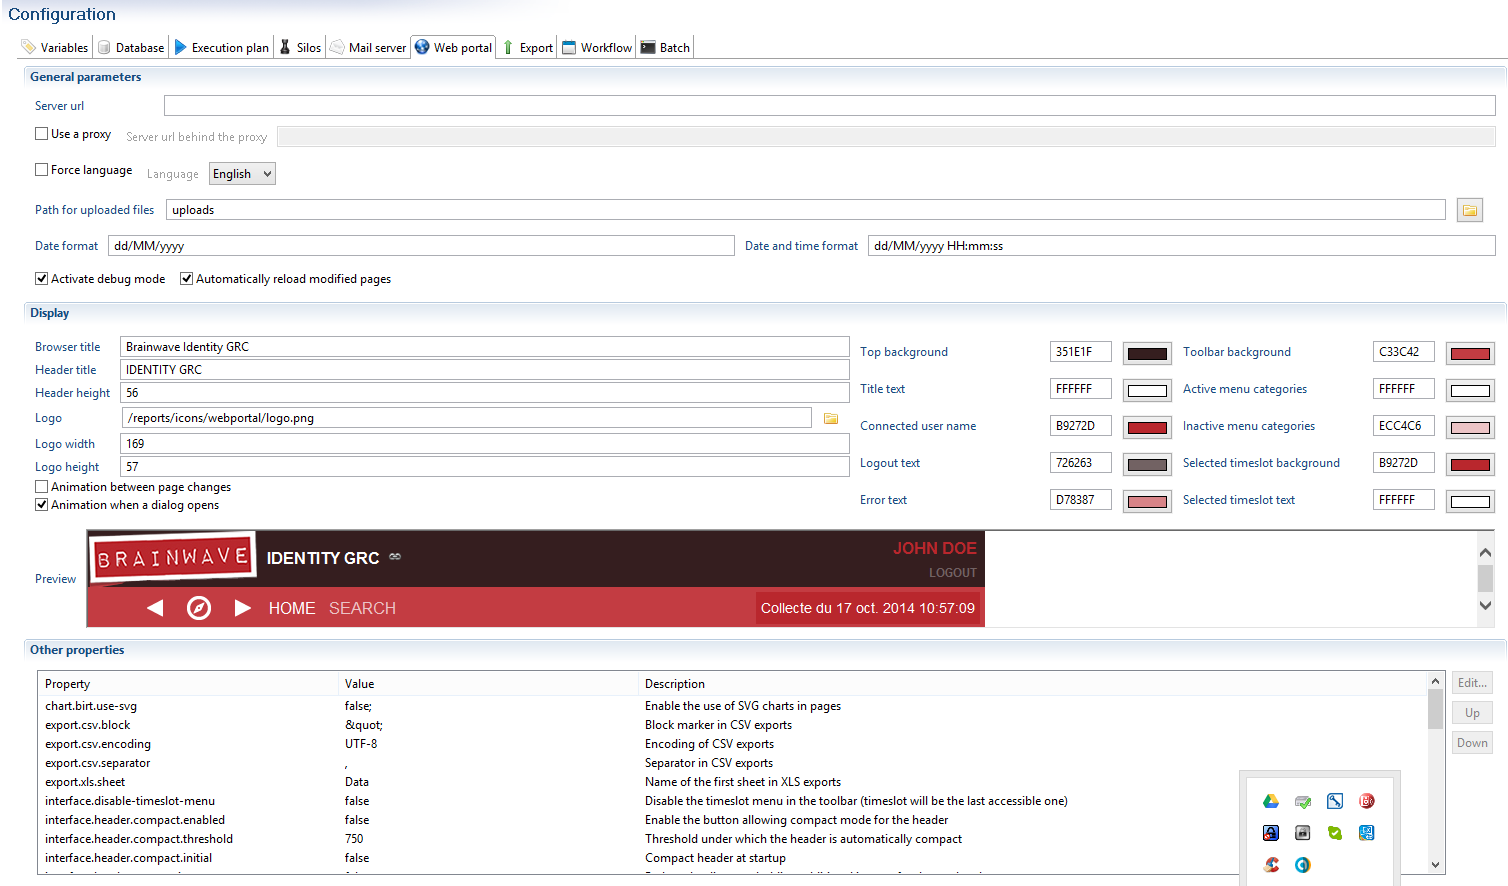 Configuration
Variables Database Execution plan Silos Mail server Web portal Export Workflow Batch
General parameters
Server url
Use a proxy Server url behind the proxy
Force language Language English
Path for uploaded files uploads
Date format dd/MM/yyyy Date and time format dd/MM/yyyy HH:mm:ss
Activate debug mode Automatically reload modified pages
Display
Browser title Brainwave Identity GRC
Top background 351E1F Toolbar background C33C42
Header title IDENTITY GRC
Header height 56
Title text FFFFFF Active menu categories FFFFFF
Logo /reports/icons/webportal/logo.png
Connected user name B9272D Inactive menu categories ECC4C6
Logo width 169
Logo height 57
Logout text 726263 Selected timeslot background B9272D
Animation between page changes
Animation when a dialog opens
Error text D78387 Selected timeslot text FFFFFF
Preview
BRAINWAVE IDENTITY GRC JOHN DOE
LOGOUT
HOME SEARCH Collecte du 17 oct. 2014 10:57:09
Other properties
Property Value Description
chart.birt.use-svg false; Enable the use of SVG charts in pages
export.csv.block &quot; Block marker in CSV exports
export.csv.encoding UTF-8 Encoding of CSV exports
export.csv.separator , Separator in CSV exports
export.xls.sheet Data Name of the first sheet in XLS exports
interface.disable-timeslot-menu false Disable the timeslot menu in the toolbar (timeslot will be the last accessible one)
interface.header.compact.enabled false Enable the button allowing compact mode for the header
interface.header.compact.threshold 750 Threshold under which the header is automatically compact
interface.header.compact.initial false Compact header at startup
Edit...
Up
Down